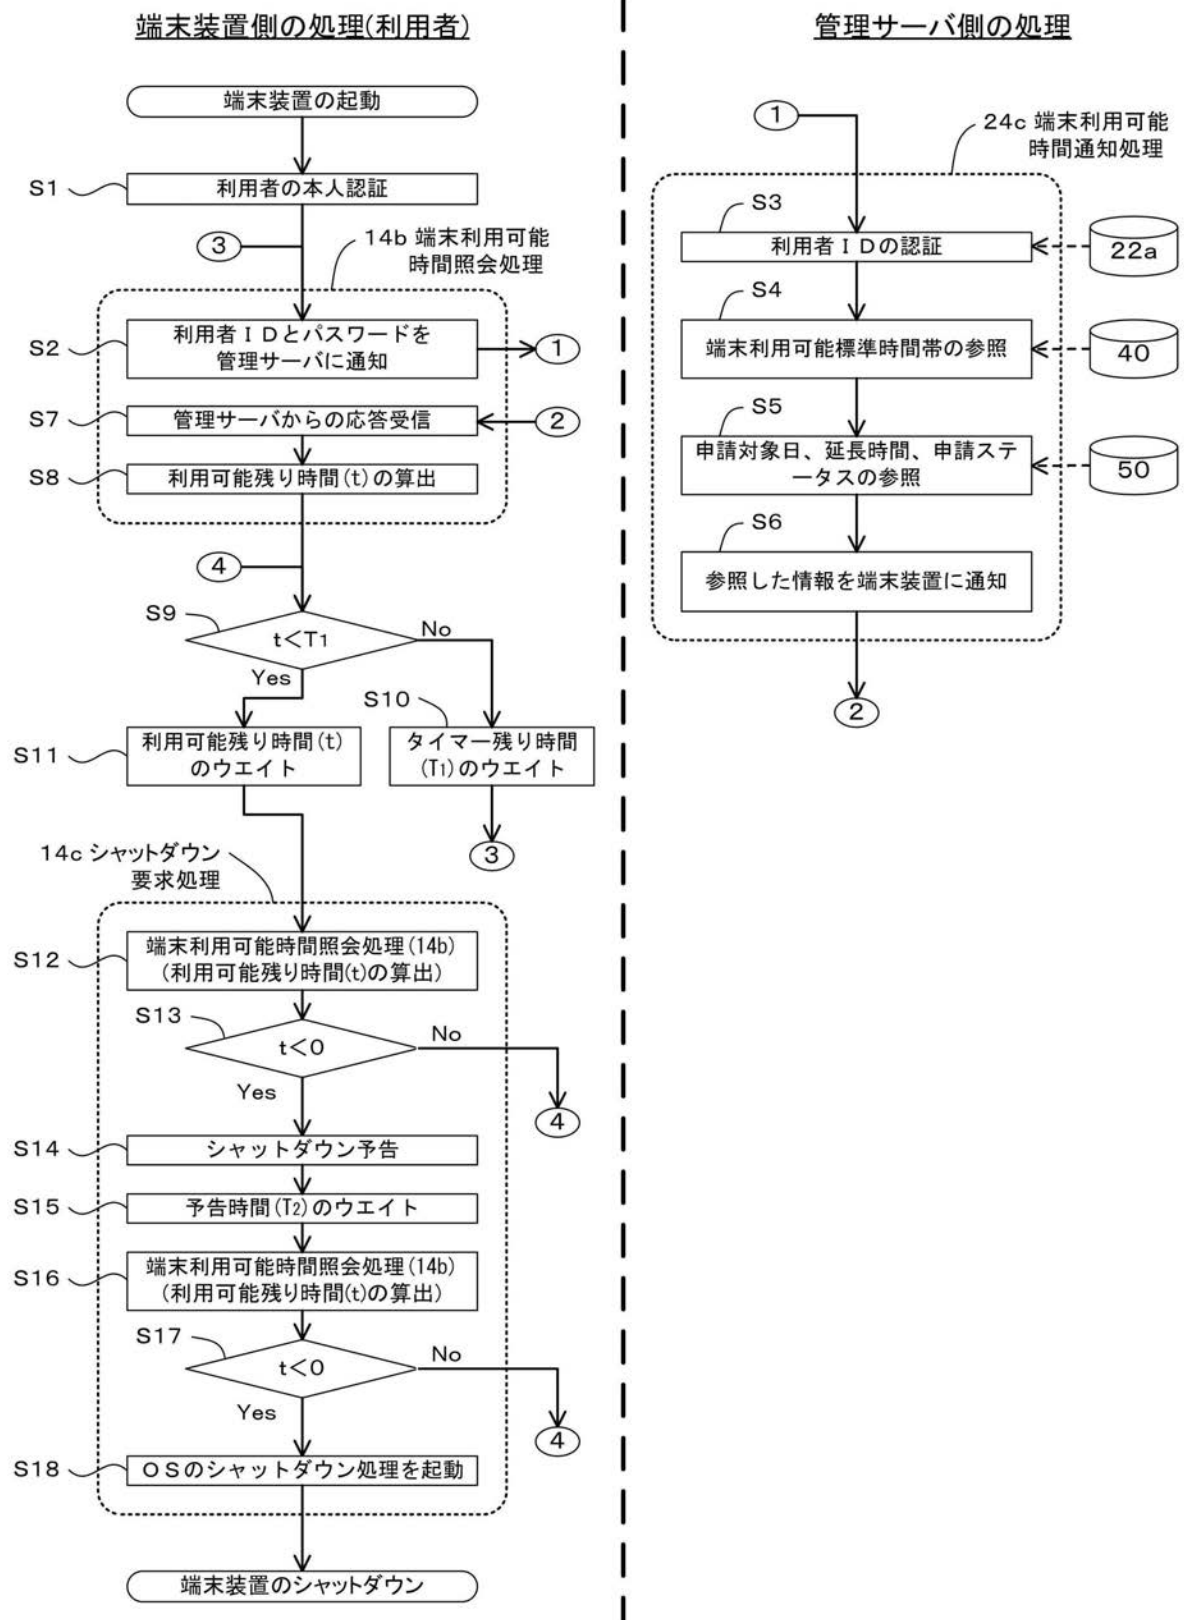 端末装置側の処理(利用者)
端末装置の起動
S1
利用者の本人認証
③
14b 端末利用可能
時間照会処理
S2
利用者IDとパスワードを
管理サーバに通知
①
S7
管理サーバからの応答受信
②
S8
利用可能残り時間(t)の算出
④
S9
t<T1
No
Yes
S10
S11
利用可能残り時間(t)
のウエイト
タイマー残り時間
(T1)のウエイト
③
14c シャットダウン
要求処理
S12
端末利用可能時間照会処理(14b)
(利用可能残り時間(t)の算出)
S13
t<0
No
Yes
④
S14
シャットダウン予告
S15
予告時間(T2)のウエイト
S16
端末利用可能時間照会処理(14b)
(利用可能残り時間(t)の算出)
S17
t<0
No
Yes
④
S18
OSのシャットダウン処理を起動
端末装置のシャットダウン
管理サーバ側の処理
①
24c 端末利用可能
時間通知処理
S3
利用者IDの認証
22a
S4
端末利用可能標準時間帯の参照
40
S5
申請対象日、延長時間、申請ステ
ータスの参照
50
S6
参照した情報を端末装置に通知
②